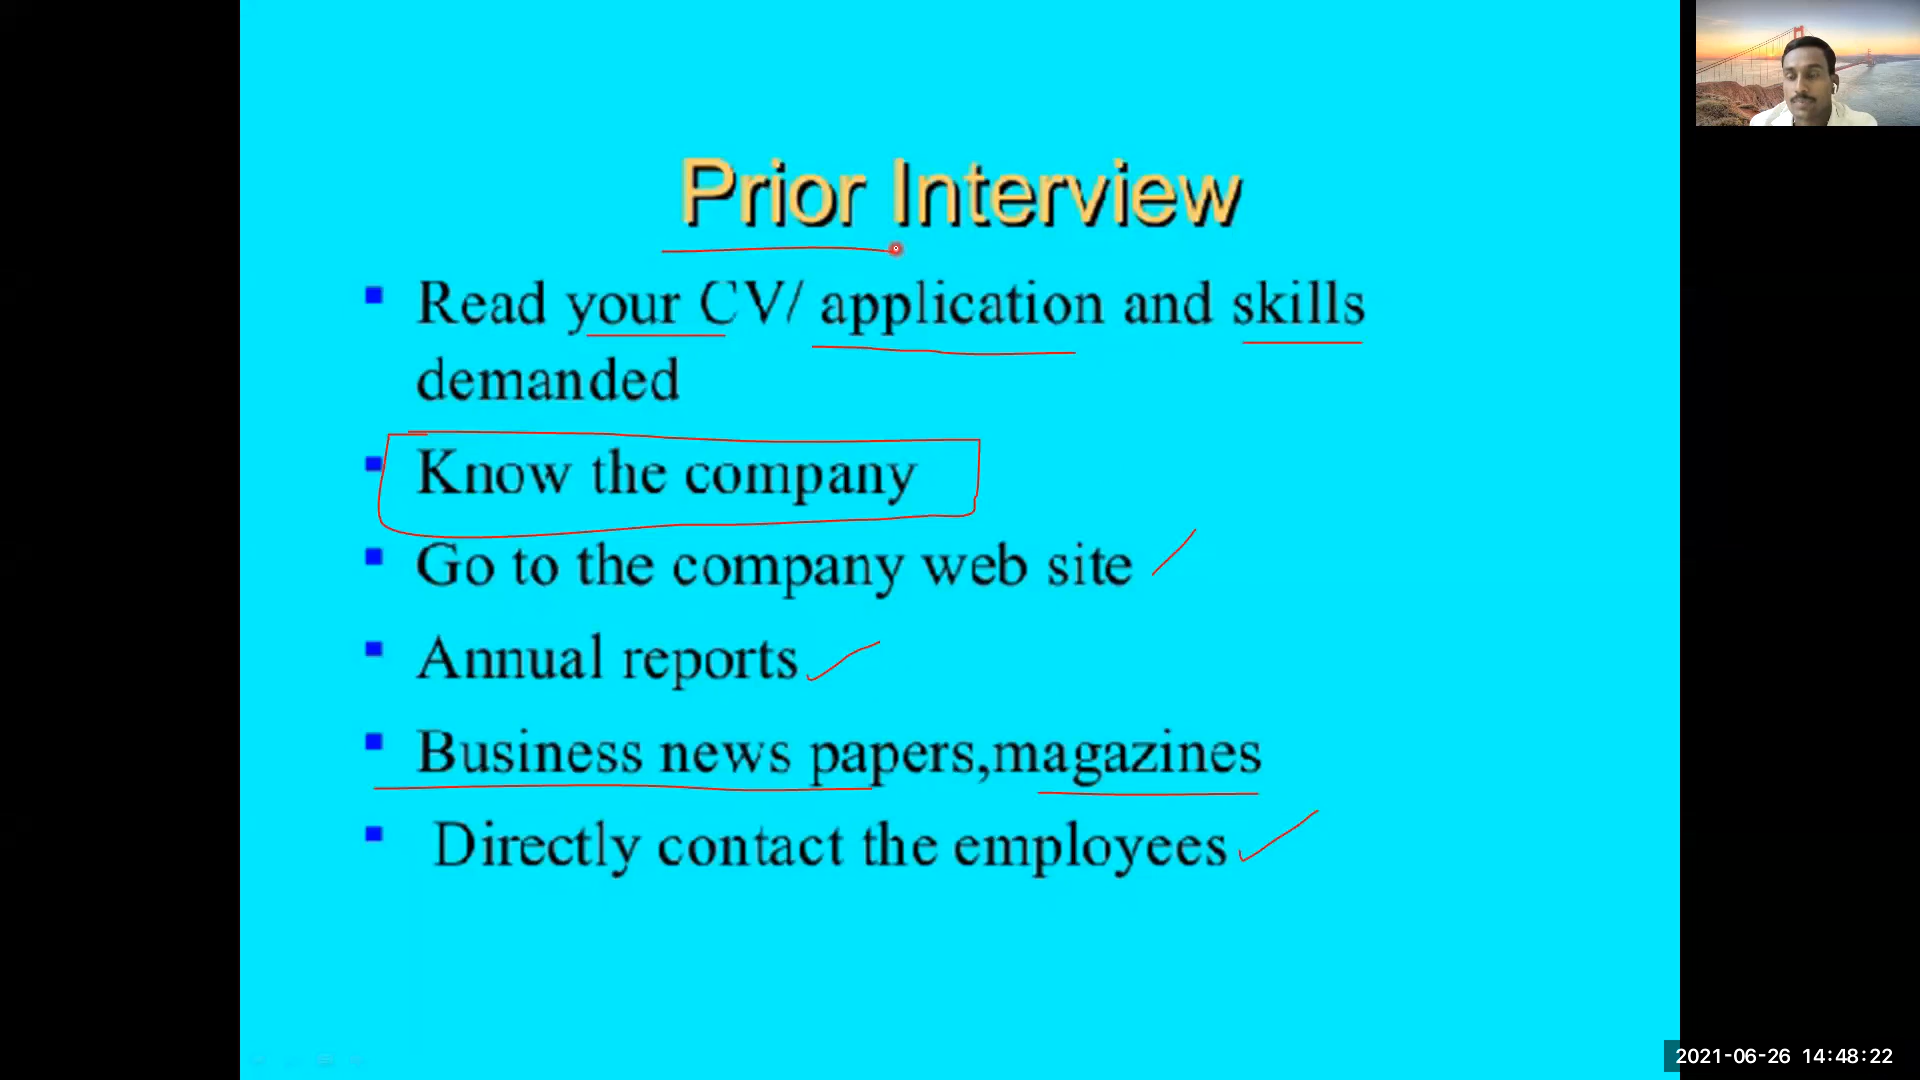 Prior Interview
Read your CV/ application and skills
demanded
Know the company
Go to the company web site
Annual reports
Business news papers,magazines
Directly contact the employees
2021-06-26 14:48:22